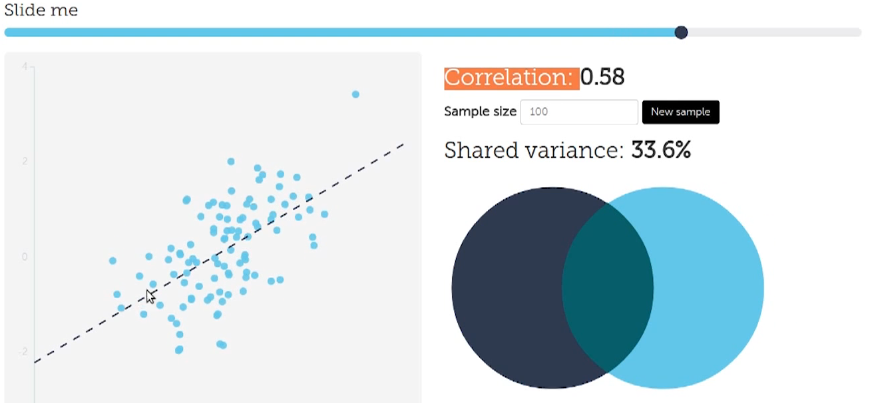 Slide me
Correlation: 0.58
Sample size 100 New sample
Shared variance: 33.6%
4
2
0
-2